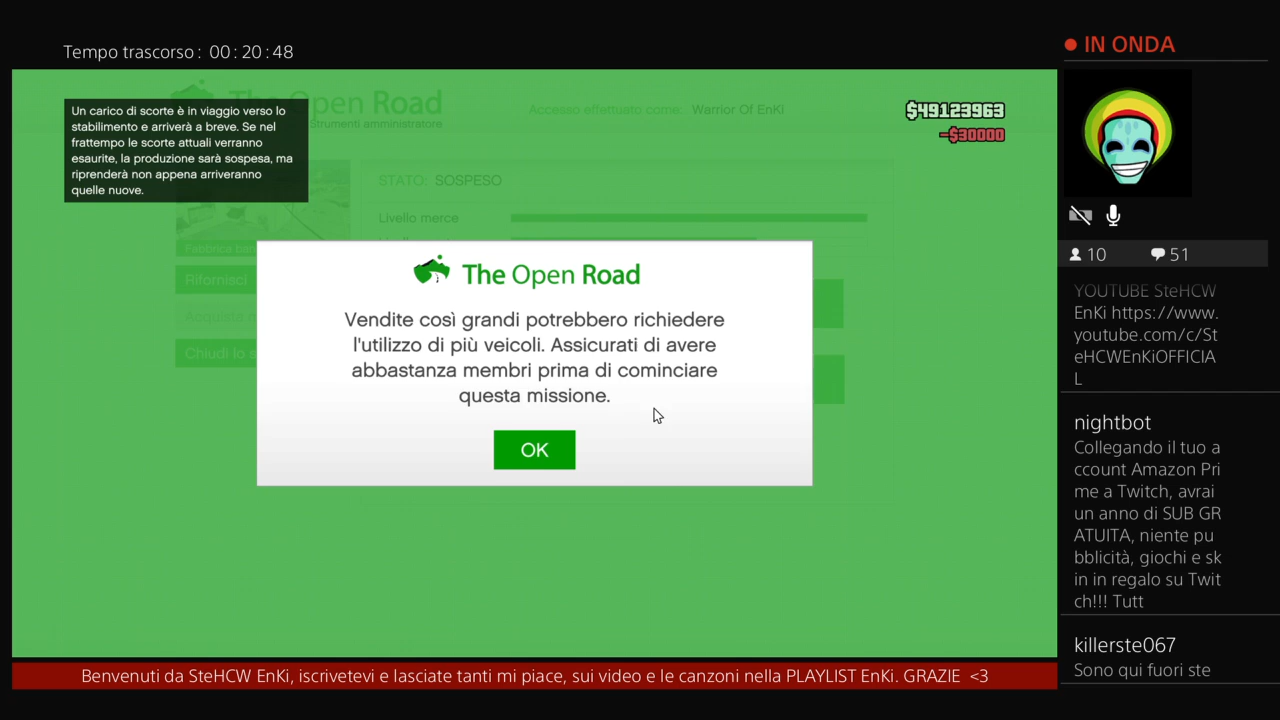 Tempo trascorso: 00:20:48
IN ONDA
The Open Road
Strumenti amministratore
Accesso effettuato come: Warrior Of EnKi
Un carico di scorte è in viaggio verso lo
stabilimento e arriverà a breve. Se nel
frattempo le scorte attuali verranno
esaurite, la produzione sarà sospesa, ma
riprenderà non appena arriveranno
quelle nuove.
$49123963
-$30000
STATO: SOSPESO
Livello merce
Rifornisci
The Open Road
Vendite così grandi potrebbero richiedere
l'utilizzo di più veicoli. Assicurati di avere
abbastanza membri prima di cominciare
questa missione.
OK
10
51
YOUTUBE SteHCW
EnKi https://www.
youtube.com/c/St
eHCWEnKiOFFICIA
L
nightbot
Collegando il tuo a
ccount Amazon Pri
me a Twitch, avrai
un anno di SUB GR
ATUITA, niente pu
bblicità, giochi e sk
in in regalo su Twit
ch!!! Tutt
killerste067
Sono qui fuori ste
Benvenuti da SteHCW EnKi, iscrivetevi e lasciate tanti mi piace, sui video e le canzoni nella PLAYLIST EnKi. GRAZIE <3